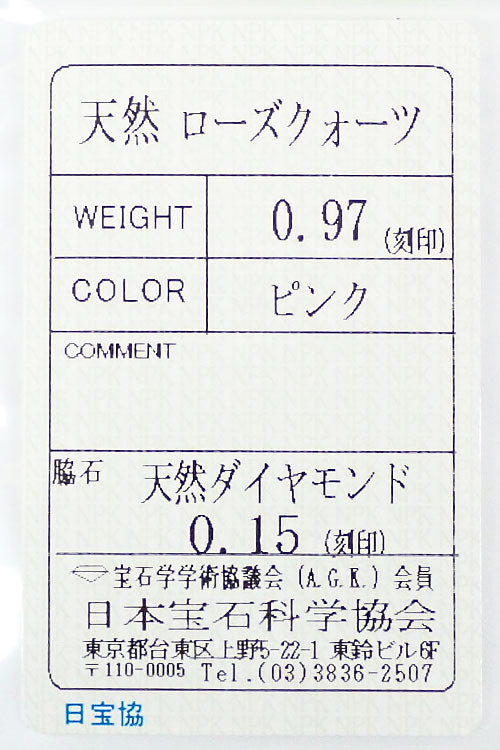 天然 ローズクォーツ
WEIGHT 0.97 (刻印)
COLOR ピンク
COMMENT
脇石 天然ダイヤモンド
0.15 (刻印)
宝石学学術協議会(A.G.K.)会員
日本宝石科学協会
東京都台東区上野5-22-1 東鈴ビル6F
〒110-0005 Tel.(03)3836-2507
日宝協